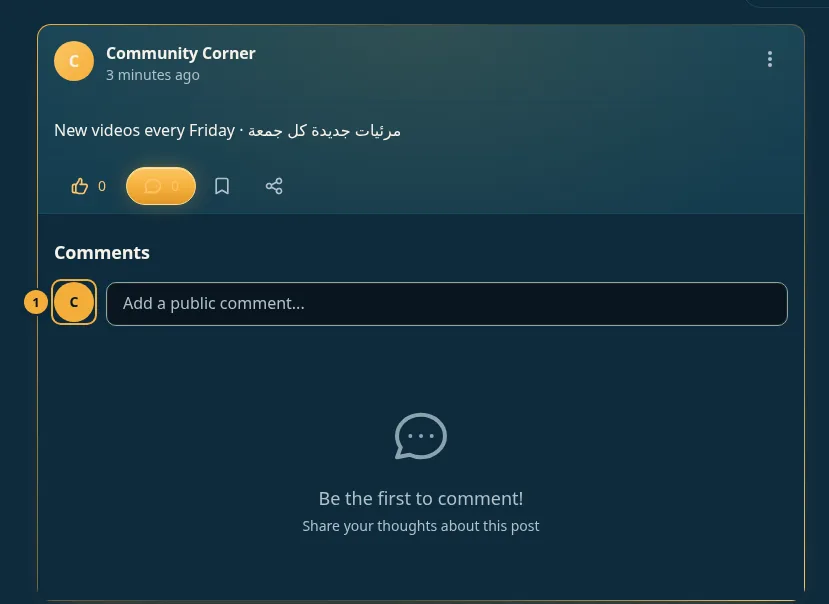 C
Community Corner
3 minutes ago
New videos every Friday · مرئيات جديدة كل جمعة
0
0
Comments
1
C
Add a public comment...
Be the first to comment!
Share your thoughts about this post